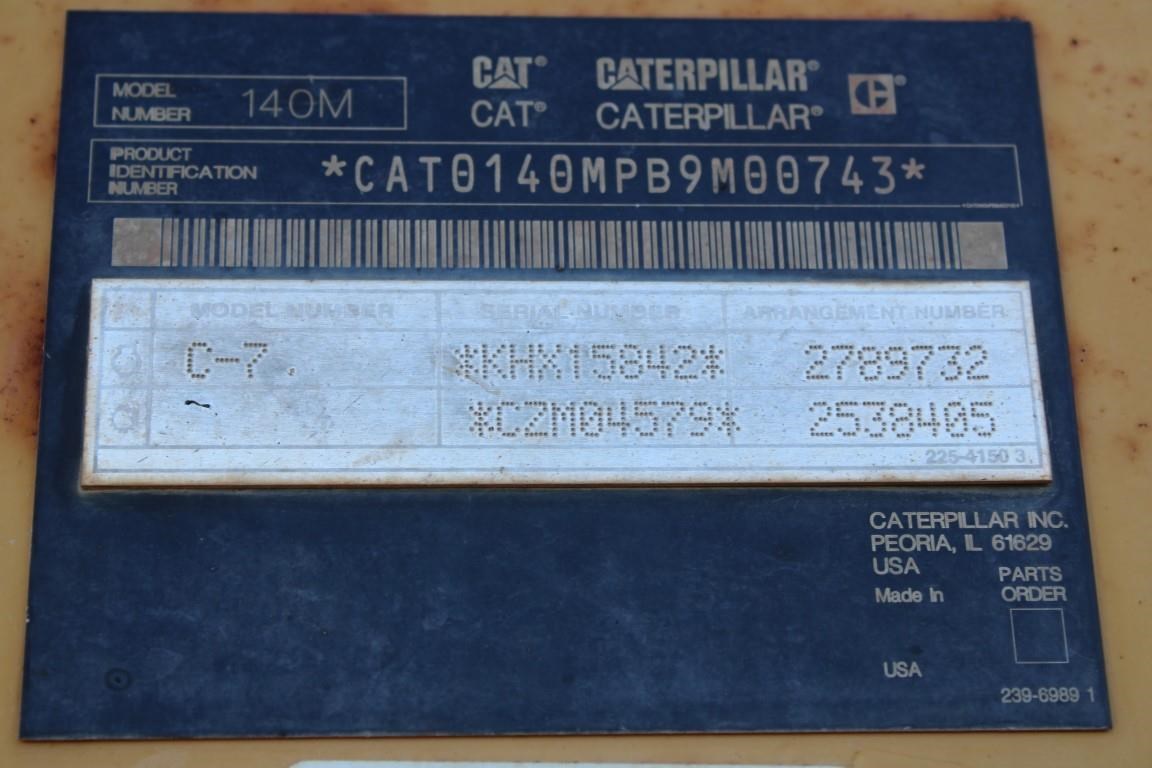 CAT® CATERPILLAR®
MODEL NUMBER 140M
CAT® CATERPILLAR®
PRODUCT IDENTIFICATION NUMBER *CAT0140MPB9M00743*
MODEL NUMBER SERIAL NUMBER ARRANGEMENT NUMBER
C-7. *KHX15842* 2789732
*CZM04579* 2538405
225-4150 3
CATERPILLAR INC.
PEORIA, IL 61629
USA
PARTS
Made In ORDER
USA
239-6989 1